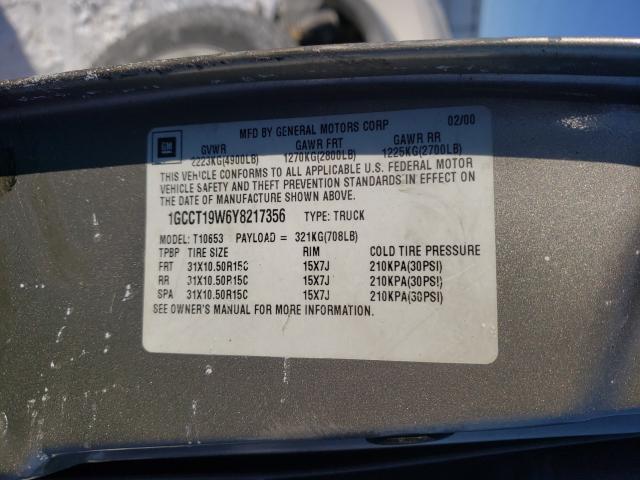 MFD BY GENERAL MOTORS CORP 02/00
GM
GVWR GAWR FRT GAWR RR
2223KG(4900LB) 1270KG(2800LB) 1225KG(2700LB)
THIS VEHICLE CONFORMS TO ALL APPLICABLE U.S. FEDERAL MOTOR
VEHICLE SAFETY AND THEFT PREVENTION STANDARDS IN EFFECT ON
THE DATE OF MANUFACTURE SHOWN ABOVE.
1GCCT19W6Y8217356 TYPE: TRUCK
MODEL: T10653 PAYLOAD = 321KG(708LB)
TPBP TIRE SIZE RIM COLD TIRE PRESSURE
FRT 31X10.50R15C 15X7J 210KPA(30PSI)
RR 31X10.50R15C 15X7J 210KPA(30PSI)
SPA 31X10.50R15C 15X7J 210KPA(30PSI)
SEE OWNER'S MANUAL FOR MORE INFORMATION.